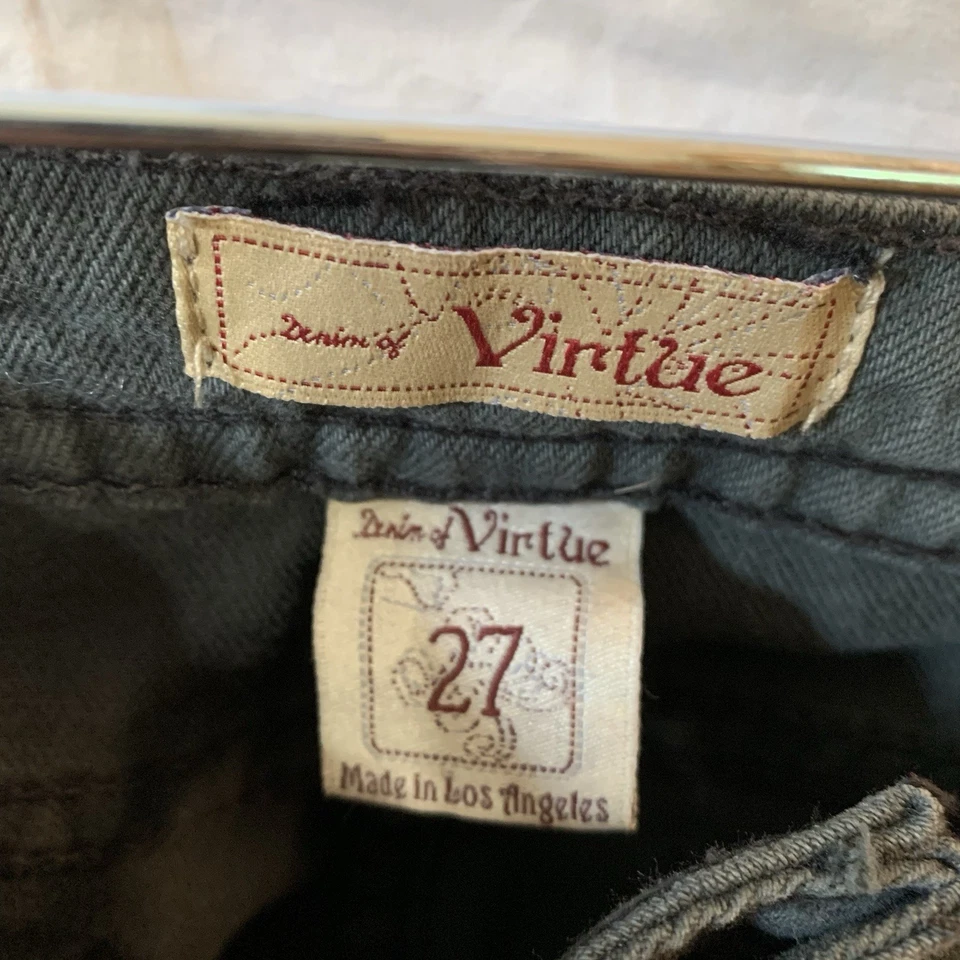 Denim of Virtue
Denim of Virtue
27
Made in Los Angeles